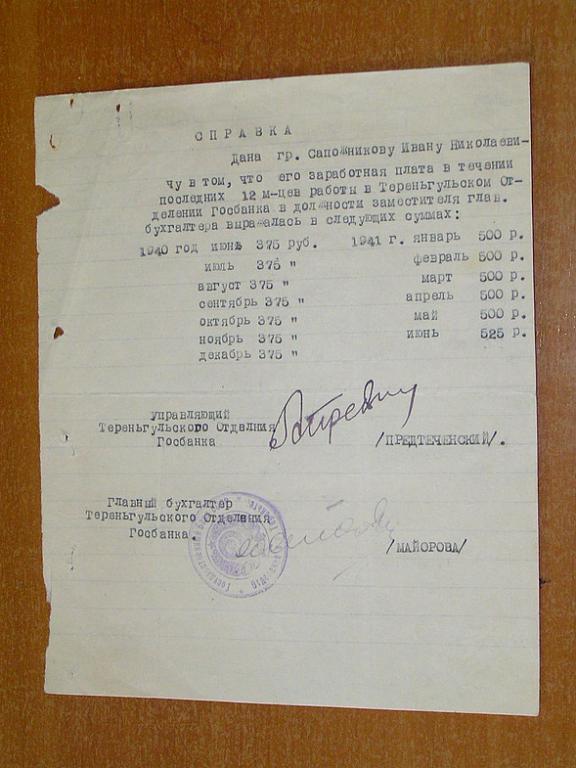 СПРАВКА
Дана гр. Сапожникову Ивану Николаеви-
чу в том, что его заработная плата в течении
последних 12 м-цев работы в Тереньгульском От-
делении Госбанка в должности заместителя глав.
бухгалтера выражалась в следующих суммах:
1940 год июнь 375 руб. 1941 г. январь 500 р.
июль 375 " февраль 500 р.
август 375 " март 500 р.
сентябрь 375 " апрель 500 р.
октябрь 375 " май 500 р.
ноябрь 375 " июнь 525 р.
декабрь 375 "
Управляющий
Тереньгульского Отделния
Госбанка /ПРЕДТЕЧЕНСКИЙ/.
Главный бухгалтер
Тереньгульского Отделения
Госбанка. /МАЙОРОВА/